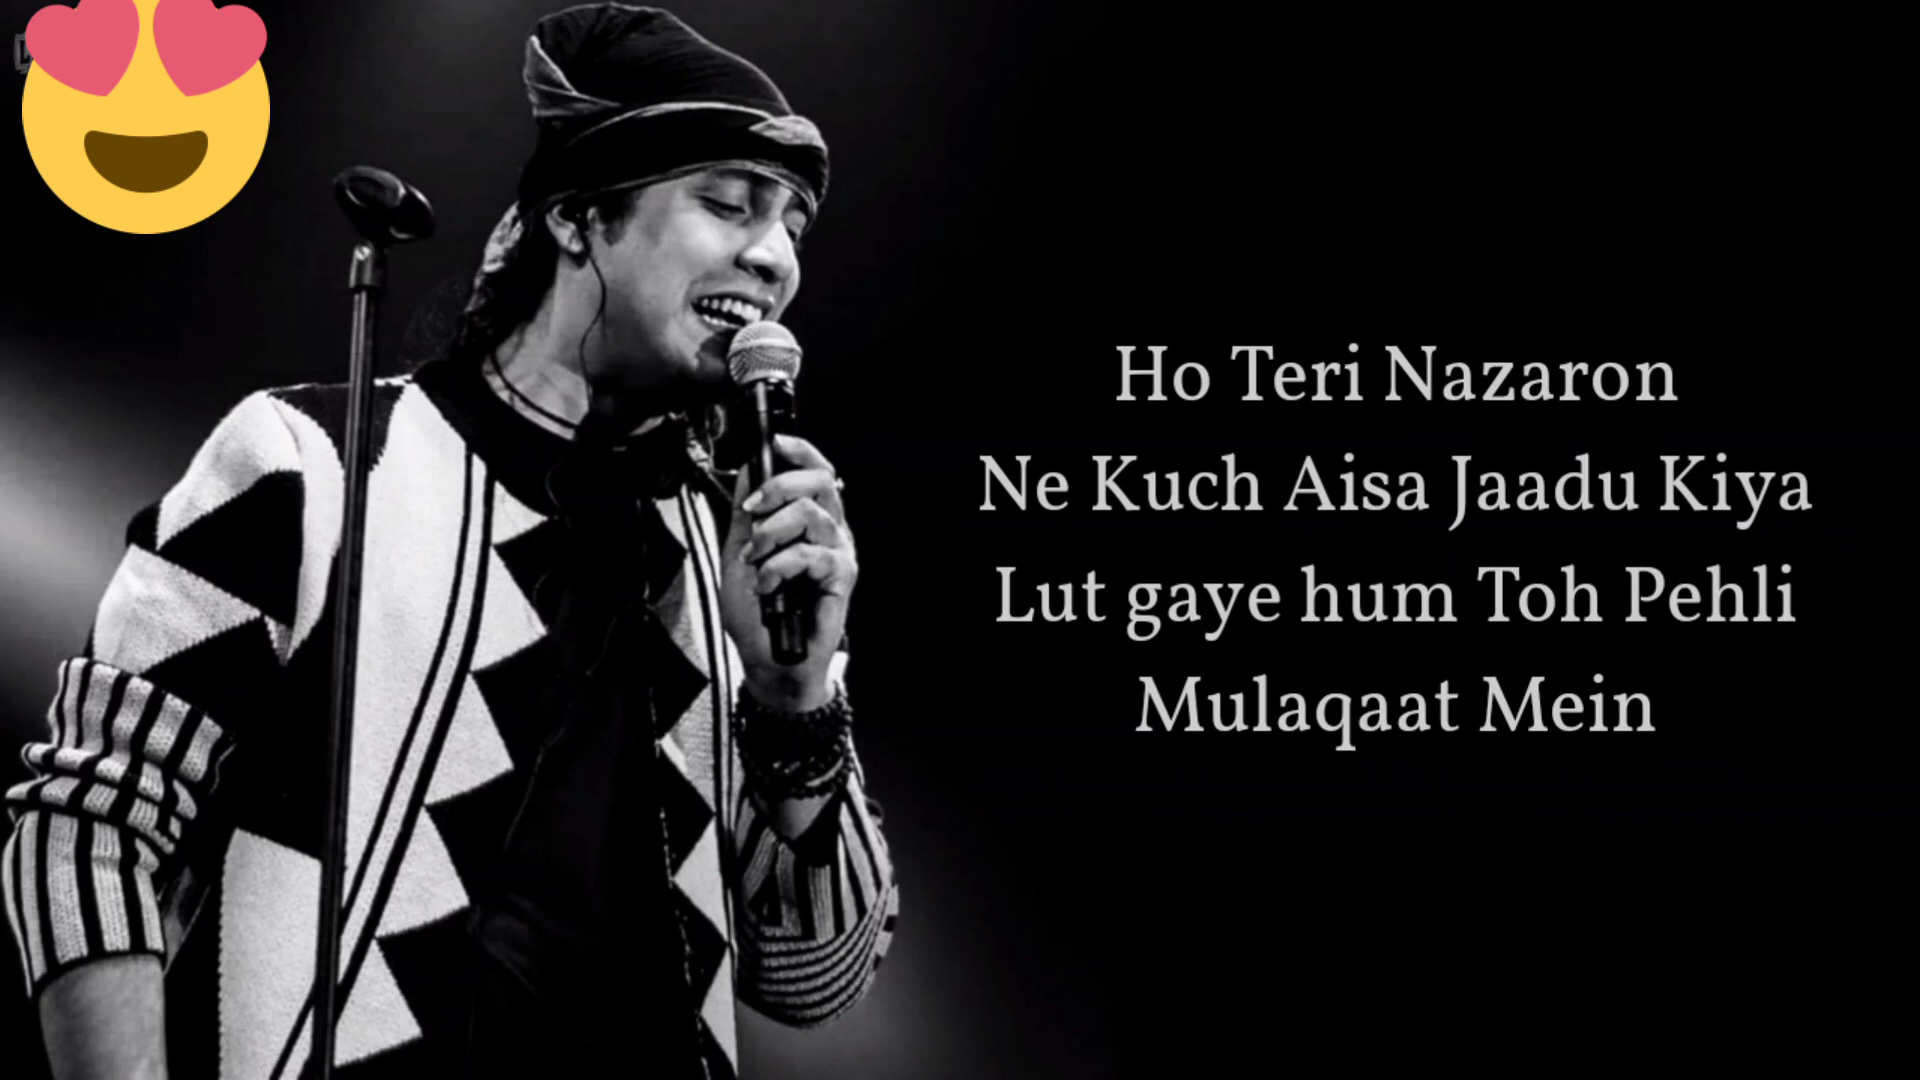 Ho Teri Nazaron
Ne Kuch Aisa Jaadu Kiya
Lut gaye hum Toh Pehli
Mulaqaat Mein